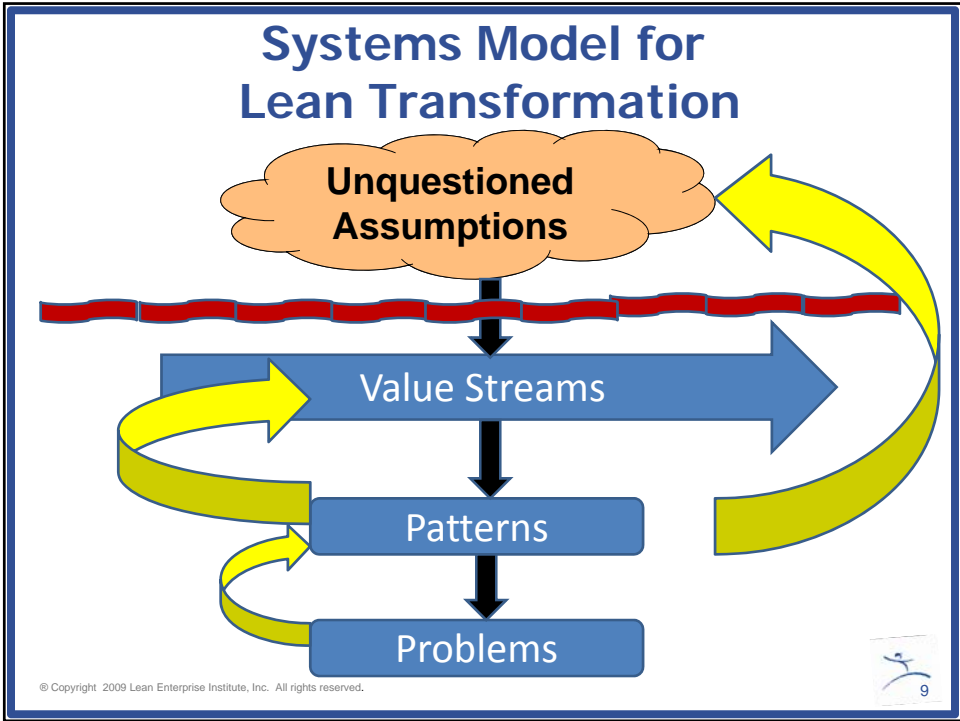 Systems Model for
Lean Transformation
Unquestioned
Assumptions
Value Streams
Patterns
Problems
© Copyright 2009 Lean Enterprise Institute, Inc. All rights reserved.
9